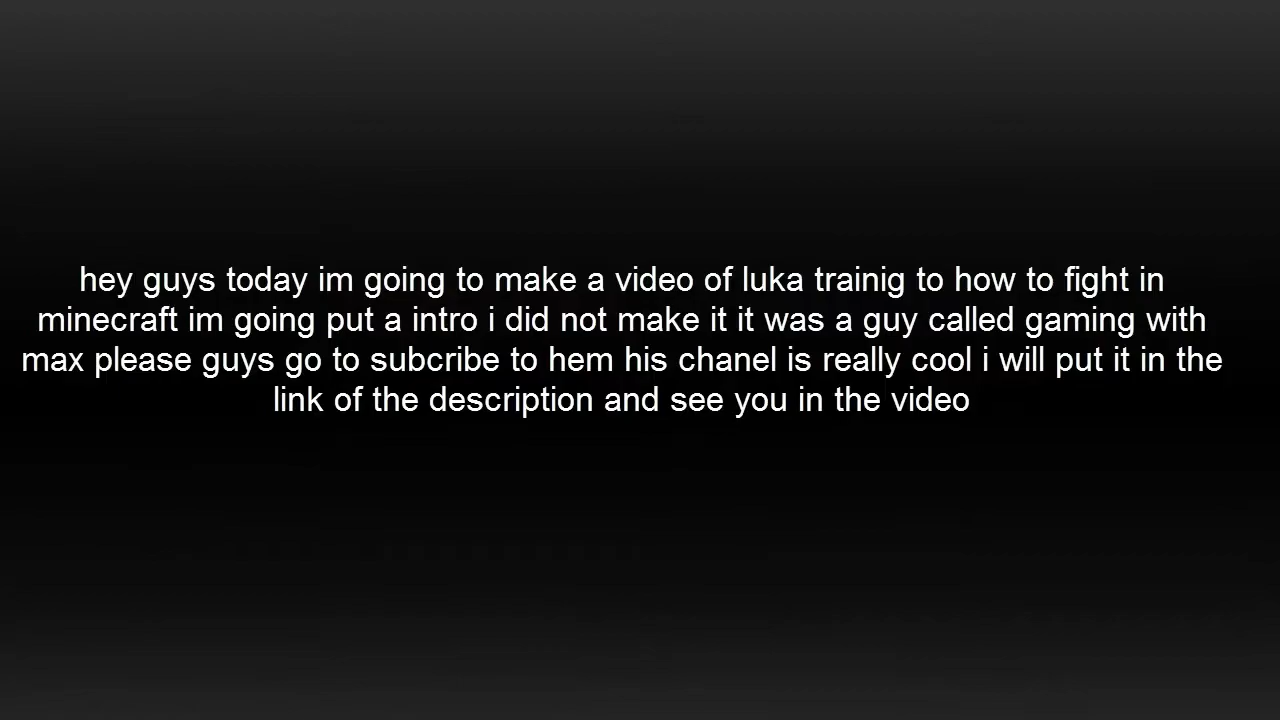 hey guys today im going to make a video of luka trainig to how to fight in
minecraft im going put a intro i did not make it it was a guy called gaming with
max please guys go to subcribe to hem his chanel is really cool i will put it in the
link of the description and see you in the video